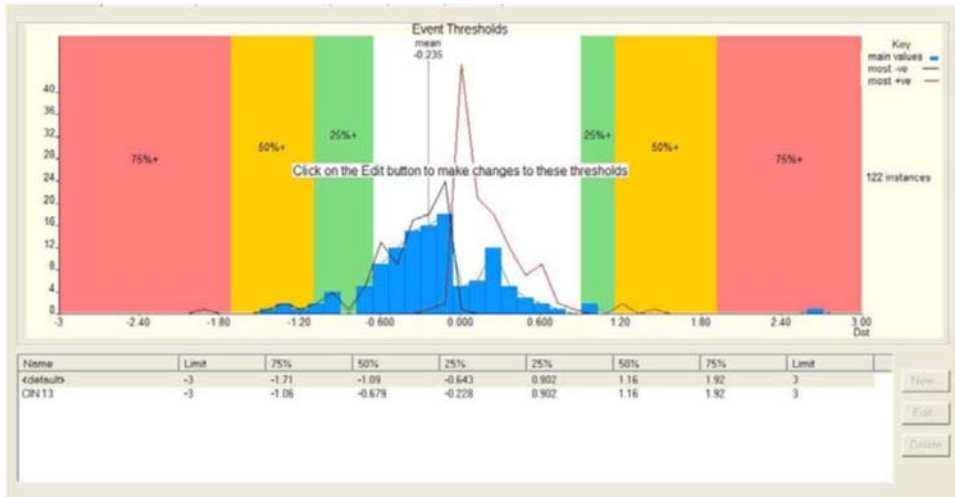 Event Thresholds
mean
-0.235
Key
main values
most -ve
most +ve
40
36
32
28
24
20
16
12
8
4
0
75%+
50%+
25%+
25%+
50%+
75%+
Click on the Edit button to make changes to these thresholds
122 instances
-3 -2.40 -1.80 -1.20 -0.600 0.000 0.600 1.20 1.80 2.40 3.00
Dot
Name Limit 75% 50% 25% 25% 50% 75% Limit
<default> -3 -1.71 -1.09 -0.643 0.902 1.16 1.92 3
CIN 13 -3 -1.06 -0.679 -0.228 0.902 1.16 1.92 3
New...
Edit...
Delete